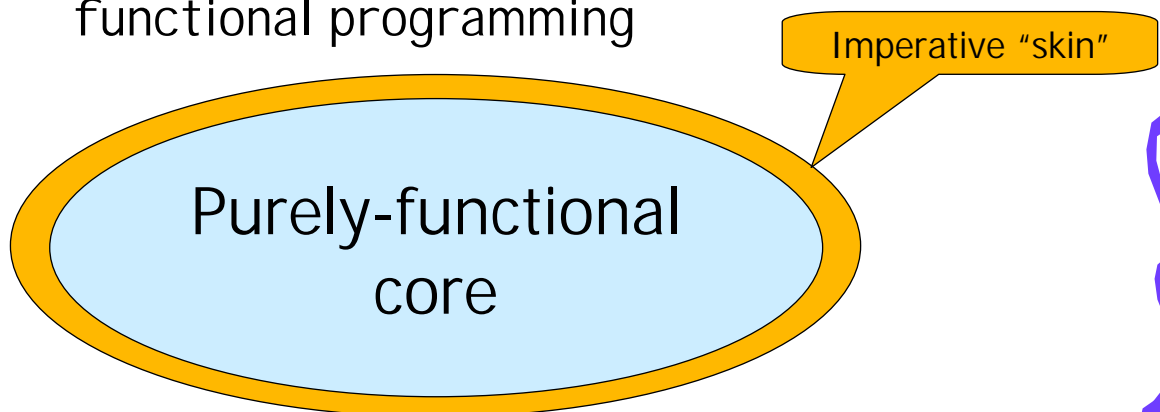 functional programming
Imperative “skin”
Purely-functional
core